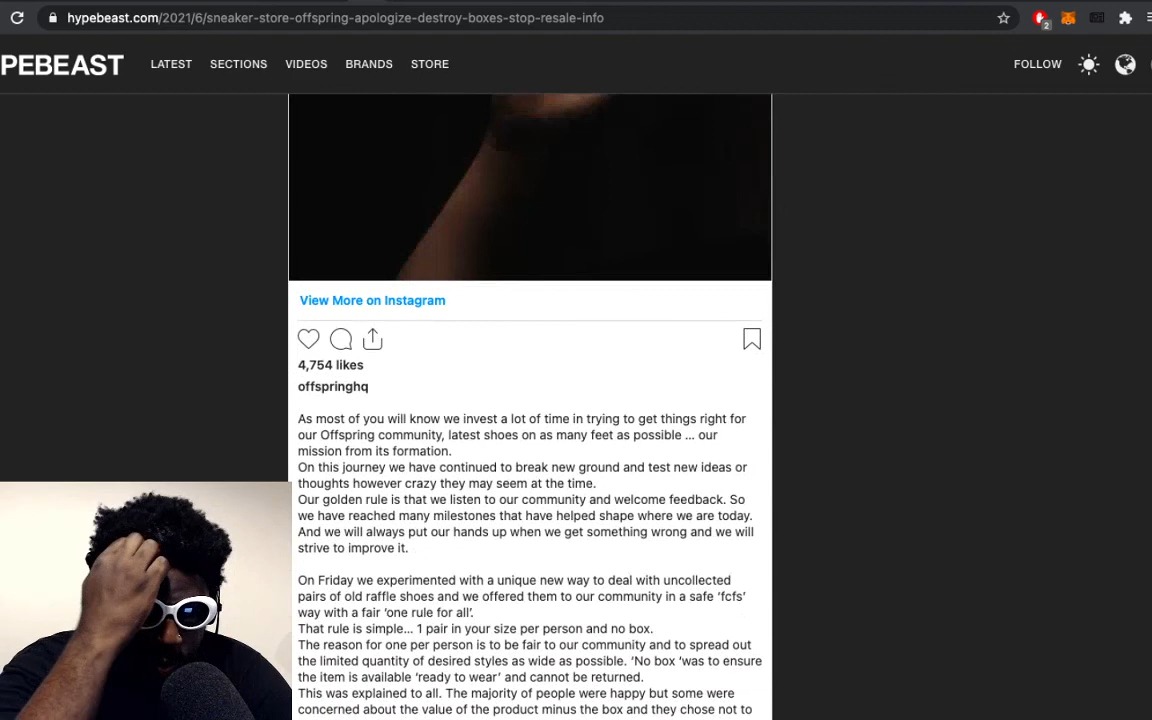 hypebeast.com/2021/6/sneaker-store-offspring-apologize-destroy-boxes-stop-resale-info
2
PEBEAST LATEST SECTIONS VIDEOS BRANDS STORE FOLLOW
View More on Instagram
4,754 likes
offspringhq
As most of you will know we invest a lot of time in trying to get things right for
our Offspring community, latest shoes on as many feet as possible ... our
mission from its formation.
On this journey we have continued to break new ground and test new ideas or
thoughts however crazy they may seem at the time.
Our golden rule is that we listen to our community and welcome feedback. So
we have reached many milestones that have helped shape where we are today.
And we will always put our hands up when we get something wrong and we will
strive to improve it.
On Friday we experimented with a unique new way to deal with uncollected
pairs of old raffle shoes and we offered them to our community in a safe ‘fcfs’
way with a fair ‘one rule for all’.
That rule is simple... 1 pair in your size per person and no box.
The reason for one per person is to be fair to our community and to spread out
the limited quantity of desired styles as wide as possible. ‘No box ‘was to ensure
the item is available ‘ready to wear’ and cannot be returned.
This was explained to all. The majority of people were happy but some were
concerned about the value of the product minus the box and they chose not to